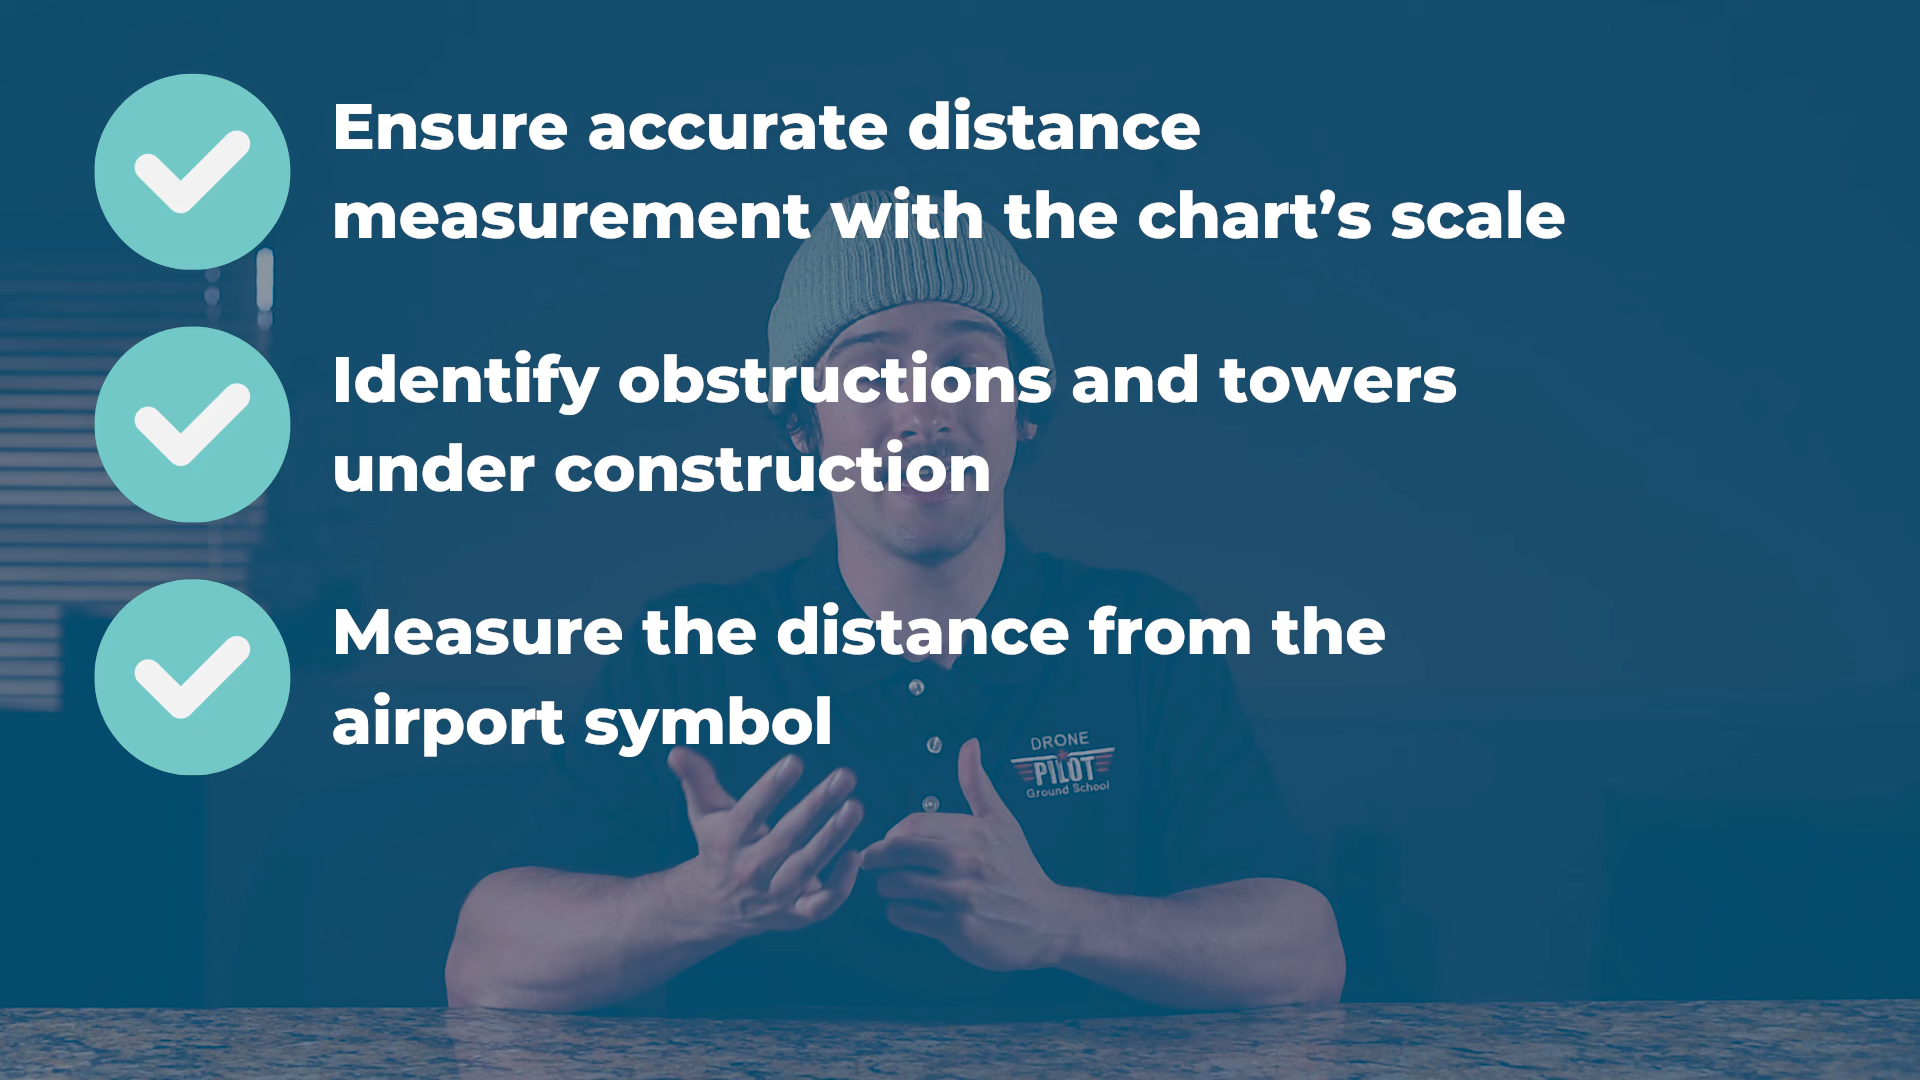 Ensure accurate distance
measurement with the chart’s scale
Identify obstructions and towers
under construction
Measure the distance from the
airport symbol
DRONE
PILOT
Ground School